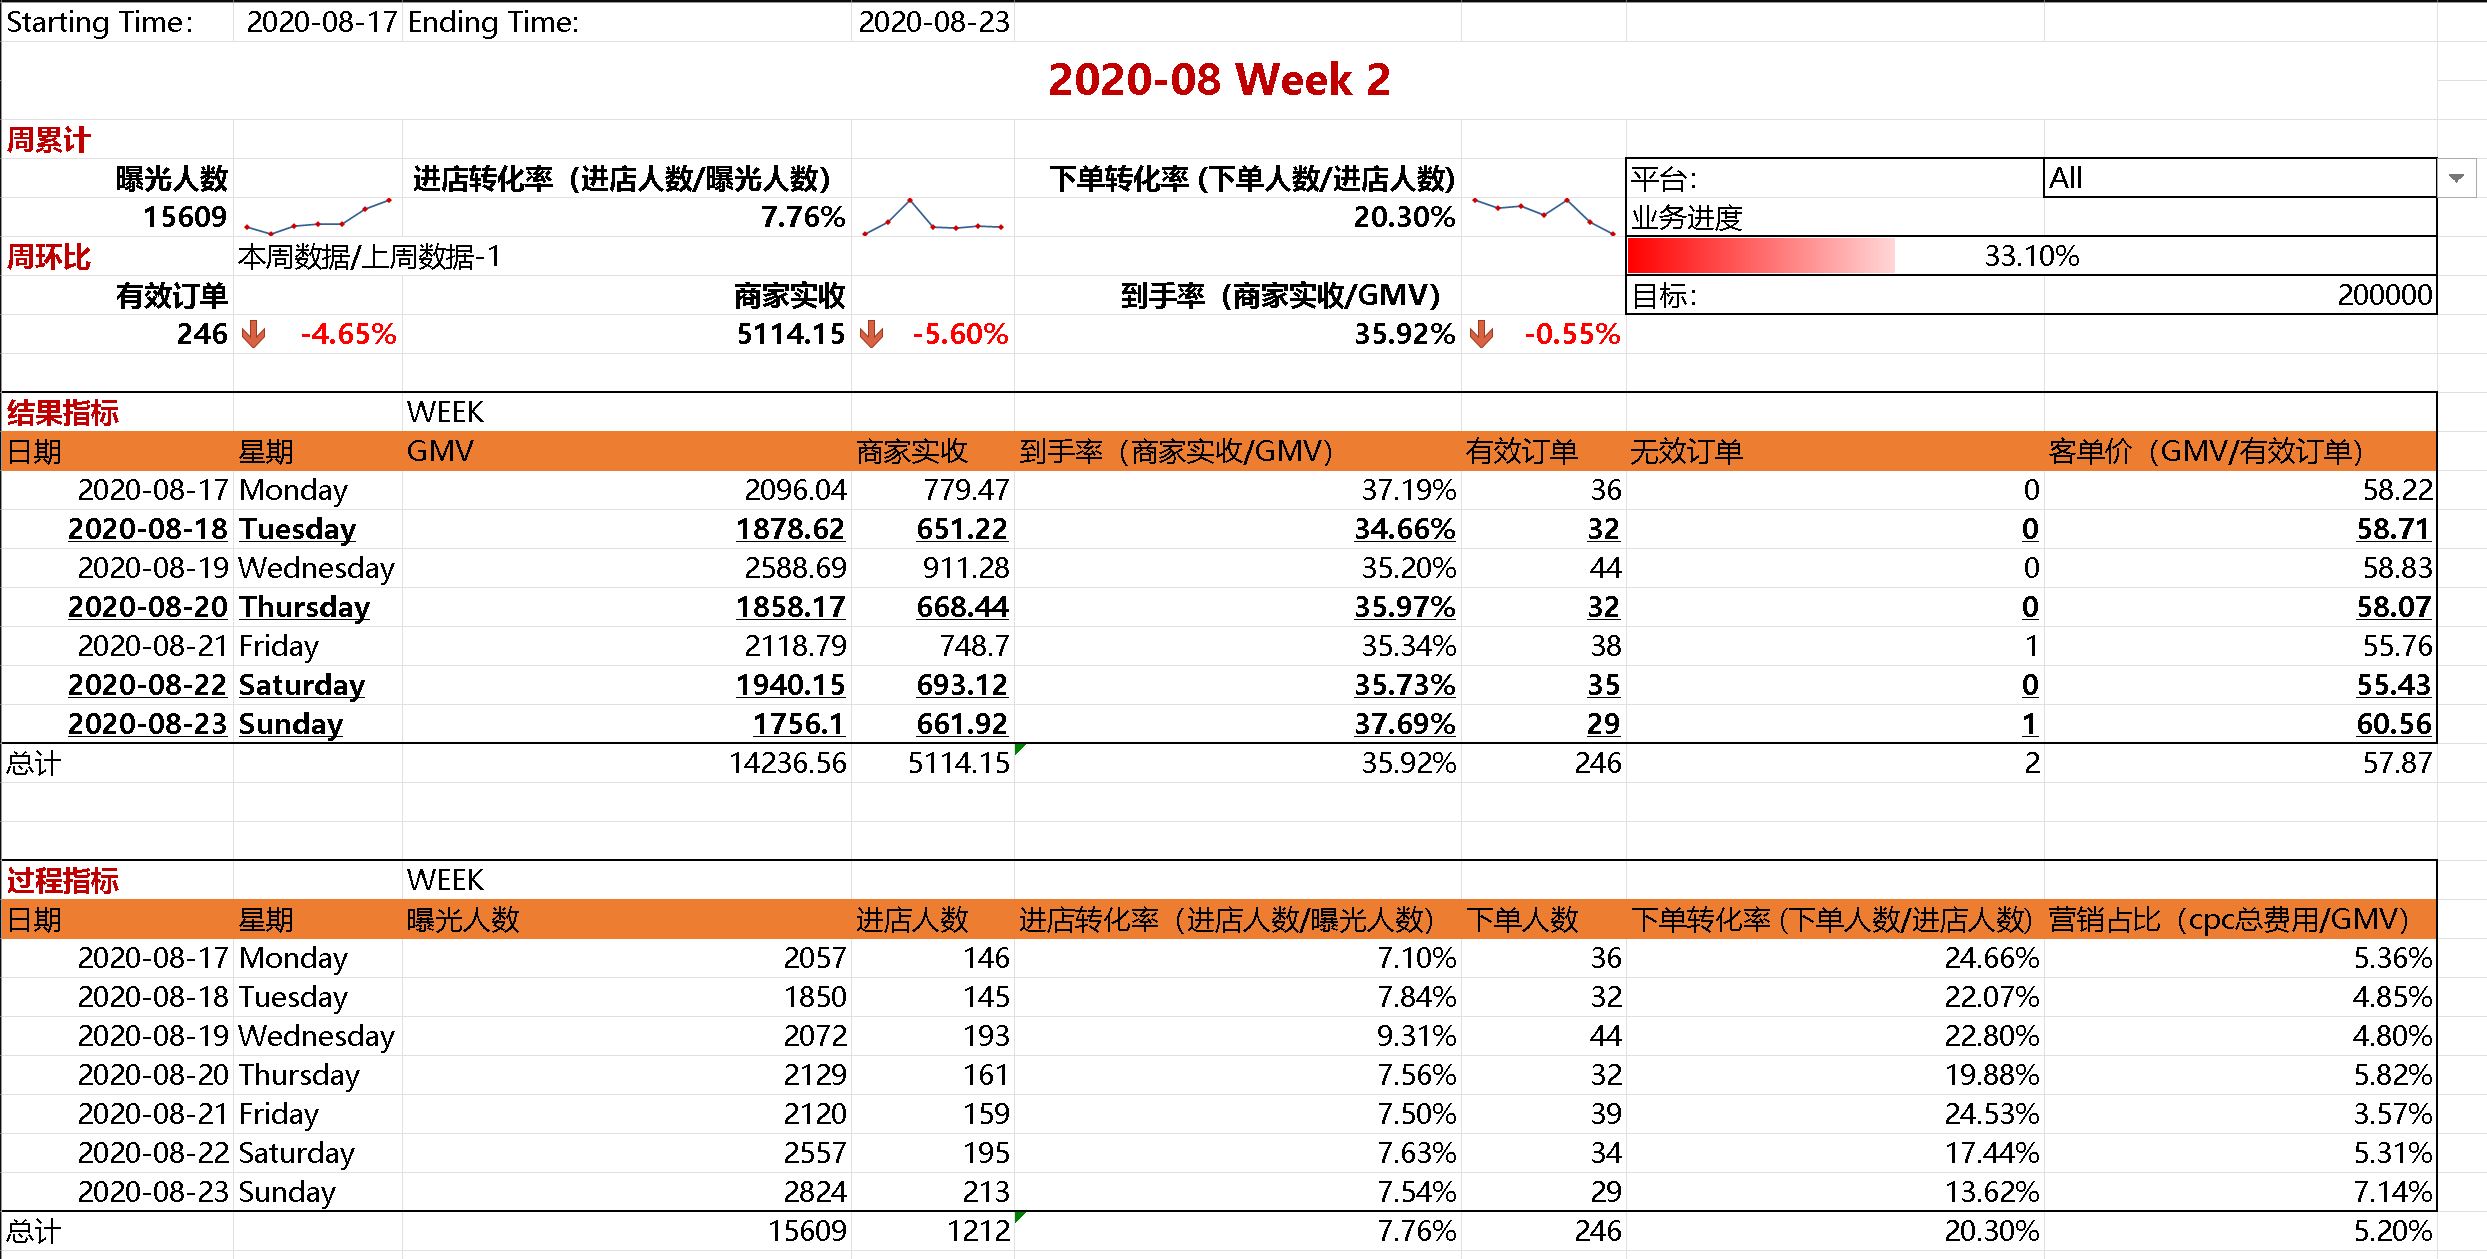 Starting Time: 2020-08-17 Ending Time: 2020-08-23
2020-08 Week 2
周累计
曝光人数 进店转化率（进店人数/曝光人数） 下单转化率 (下单人数/进店人数) 平台: All
15609 7.76% 20.30% 业务进度
周环比 本周数据/上周数据-1 33.10%
有效订单 商家实收 到手率（商家实收/GMV） 目标: 200000
246 -4.65% 5114.15 -5.60% 35.92% -0.55%
结果指标 WEEK
日期 星期 GMV 商家实收 到手率（商家实收/GMV） 有效订单 无效订单 客单价（GMV/有效订单）
2020-08-17 Monday 2096.04 779.47 37.19% 36 0 58.22
2020-08-18 Tuesday 1878.62 651.22 34.66% 32 0 58.71
2020-08-19 Wednesday 2588.69 911.28 35.20% 44 0 58.83
2020-08-20 Thursday 1858.17 668.44 35.97% 32 0 58.07
2020-08-21 Friday 2118.79 748.7 35.34% 38 1 55.76
2020-08-22 Saturday 1940.15 693.12 35.73% 35 0 55.43
2020-08-23 Sunday 1756.1 661.92 37.69% 29 1 60.56
总计 14236.56 5114.15 35.92% 246 2 57.87
过程指标 WEEK
日期 星期 曝光人数 进店人数 进店转化率（进店人数/曝光人数） 下单人数 下单转化率 (下单人数/进店人数) 营销占比（cpc总费用/GMV）
2020-08-17 Monday 2057 146 7.10% 36 24.66% 5.36%
2020-08-18 Tuesday 1850 145 7.84% 32 22.07% 4.85%
2020-08-19 Wednesday 2072 193 9.31% 44 22.80% 4.80%
2020-08-20 Thursday 2129 161 7.56% 32 19.88% 5.82%
2020-08-21 Friday 2120 159 7.50% 39 24.53% 3.57%
2020-08-22 Saturday 2557 195 7.63% 34 17.44% 5.31%
2020-08-23 Sunday 2824 213 7.54% 29 13.62% 7.14%
总计 15609 1212 7.76% 246 20.30% 5.20%